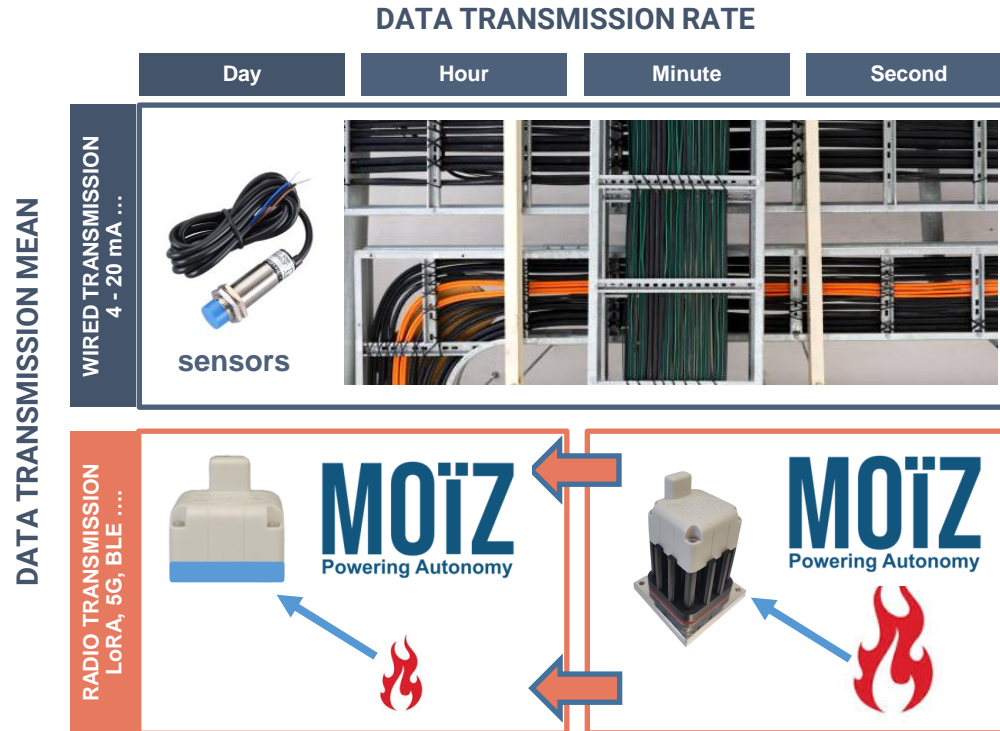 DATA TRANSMISSION RATE
Day
Hour
Minute
Second
DATA TRANSMISSION MEAN
WIRED TRANSMISSION
4 - 20 mA ...
sensors
RADIO TRANSMISSION
LoRA, 5G, BLE ....
MOïZ
Powering Autonomy
MOïZ
Powering Autonomy